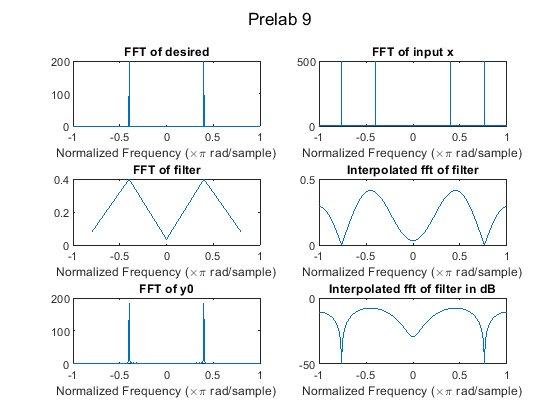 Prelab 9
FFT of desired
200
100
0
-1 -0.5 0 0.5 1
Normalized Frequency (×π rad/sample)
FFT of input x
500
0
-1 -0.5 0 0.5 1
Normalized Frequency (×π rad/sample)
FFT of filter
0.4
0.2
0
-1 -0.5 0 0.5 1
Normalized Frequency (×π rad/sample)
Interpolated fft of filter
0.5
0
-1 -0.5 0 0.5 1
Normalized Frequency (×π rad/sample)
FFT of y0
200
100
0
-1 -0.5 0 0.5 1
Normalized Frequency (×π rad/sample)
Interpolated fft of filter in dB
0
-50
-1 -0.5 0 0.5 1
Normalized Frequency (×π rad/sample)